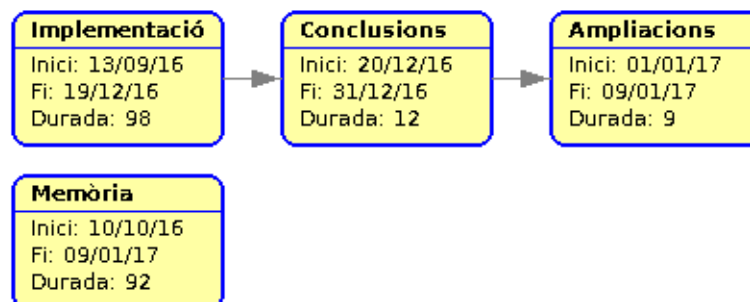 Implementació
Inici: 13/09/16
Fi: 19/12/16
Durada: 98
Conclusions
Inici: 20/12/16
Fi: 31/12/16
Durada: 12
Ampliacions
Inici: 01/01/17
Fi: 09/01/17
Durada: 9
Memòria
Inici: 10/10/16
Fi: 09/01/17
Durada: 92